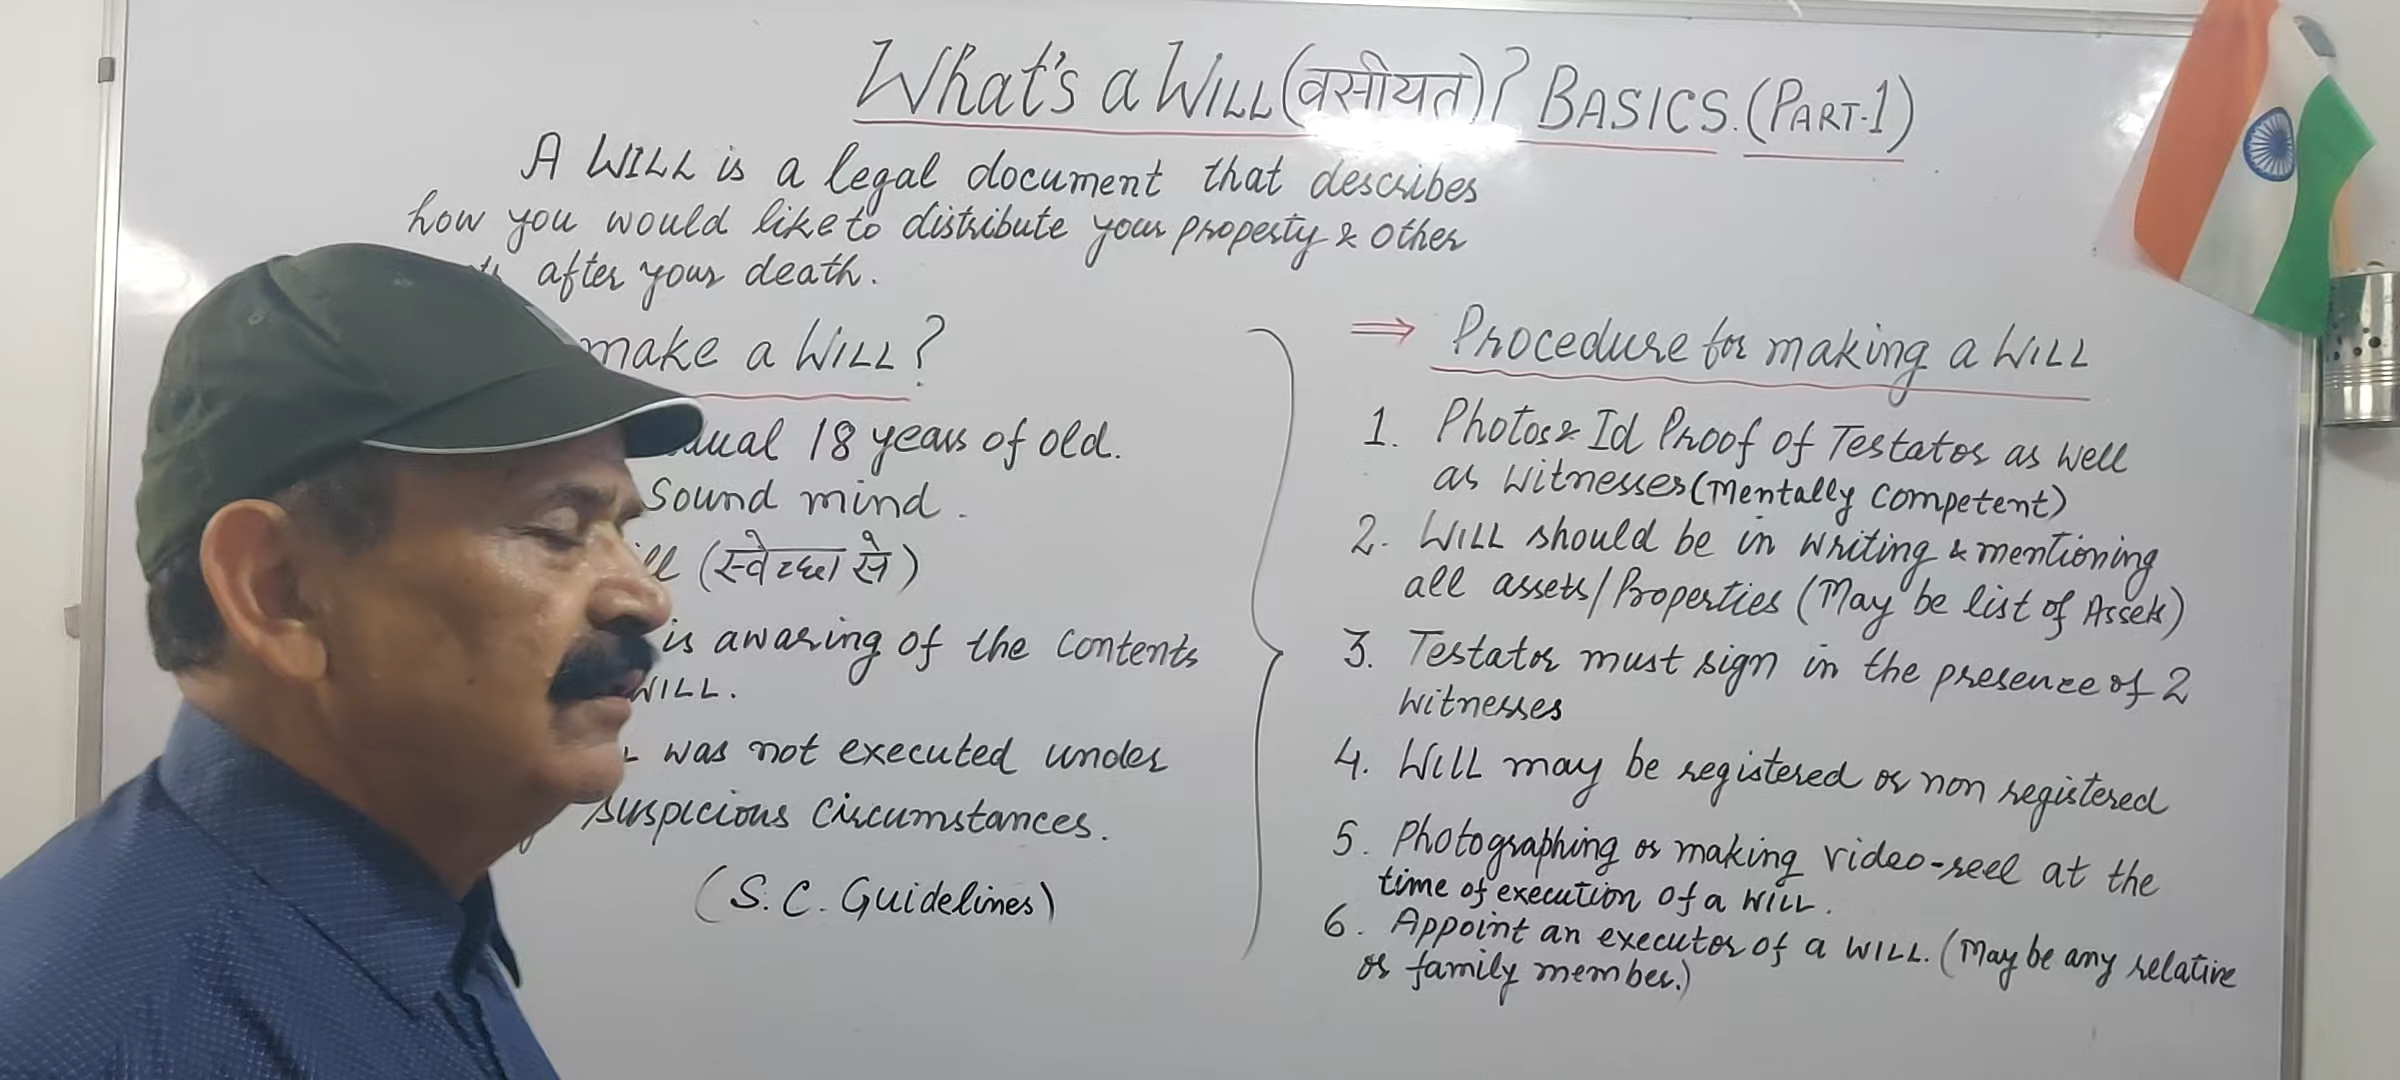 What's a WILL (वसीयत)? BASICS. (PART-1)
A WILL is a legal document that describes
how you would like to distribute your property & other
after your death.
make a WILL?
18 years of old.
Sound mind.
(स्वेच्छा से)
is awaring of the contents
WILL.
was not executed under
suspicious circumstances.
(S.C. Guidelines)
⇒ Procedure for making a WILL
1. Photos & Id Proof of Testator as well
as witnesses (Mentally Competent)
2. WILL should be in writing & mentioning
all assets/Properties (May be list of Assets)
3. Testator must sign in the presence of 2
witnesses
4. WILL may be registered or non registered
5. Photographing or making video-reel at the
time of execution of a WILL.
6. Appoint an executor of a WILL. (May be any relative
or family member.)